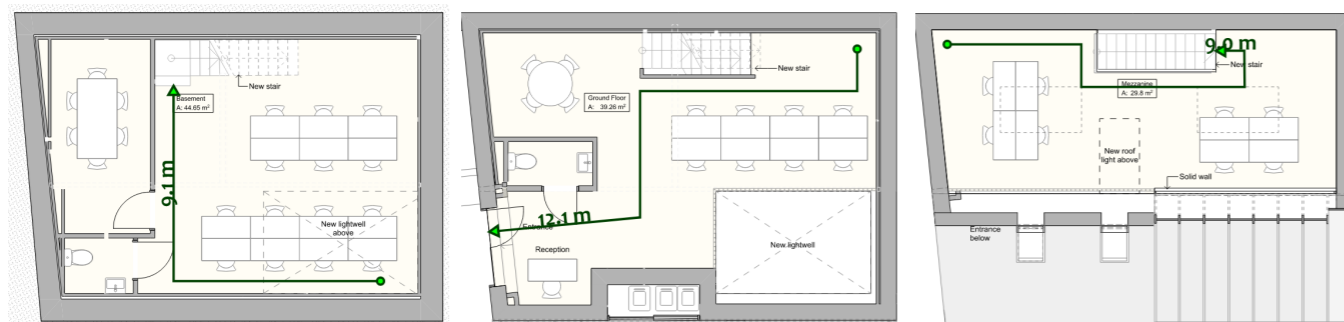 New stair
Basement
A: 44.65 m²
9.1 m
New lightwell
above
New stair
Ground Floor
A: 39.26 m²
12.1 m
Entrance
Reception
New lightwell
9.0 m
New stair
Mezzanine
A: 29.8 m²
New roof
light above
Solid wall
Entrance
below